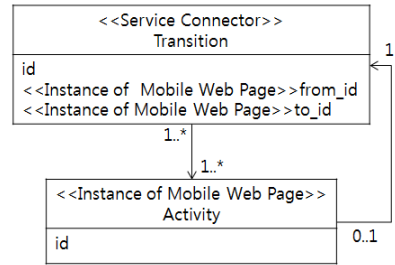 <<Service Connector>>
Transition
1
id
<<Instance of  Mobile Web Page>>from_id
<<Instance of Mobile Web Page>>to_id
1..*
1..*
<<Instance of Mobile Web Page>>
Activity
0..1
id